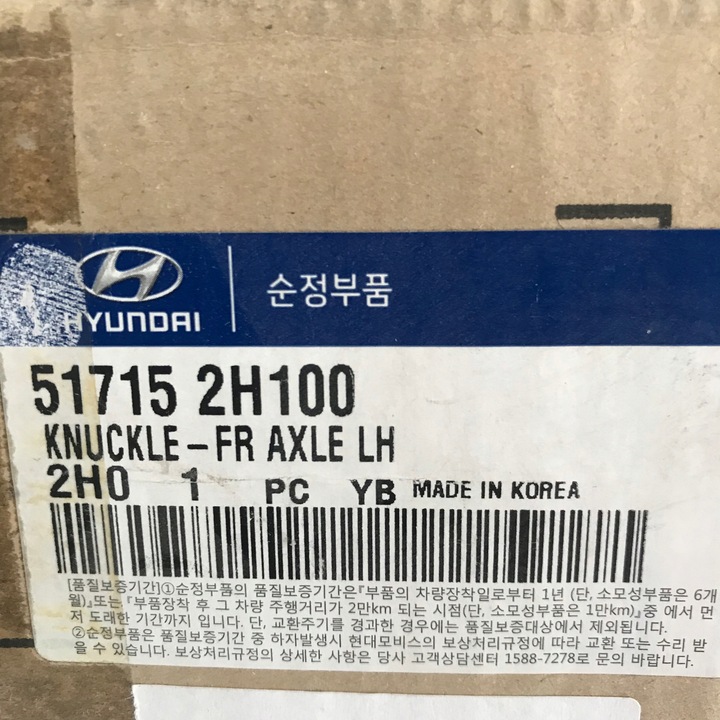 HYUNDAI 순정부품
51715 2H100
KNUCKLE-FR AXLE LH
2H0 1 PC YB MADE IN KOREA
[품질보증기간]①순정부품의 품질보증기간은『부품의 차량장착일로부터 1년 (단, 소모성부품은 6개
월)』또는 『부품장착 후 그 차량 주행거리가 2만km 되는 시점(단, 소모성부품은 1만km)』중 에서 먼
저 도래한 기간까지 입니다. 단, 교환주기를 경과한 경우에는 품질보증대상에서 제외됩니다.
②순정부품은 품질보증기간 중 하자발생시 현대모비스의 보상처리규정에 따라 교환 또는 수리 받
을 수 있습니다. 보상처리규정의 상세한 사항은 당사 고객상담센터 1588-7278로 문의 바랍니다.